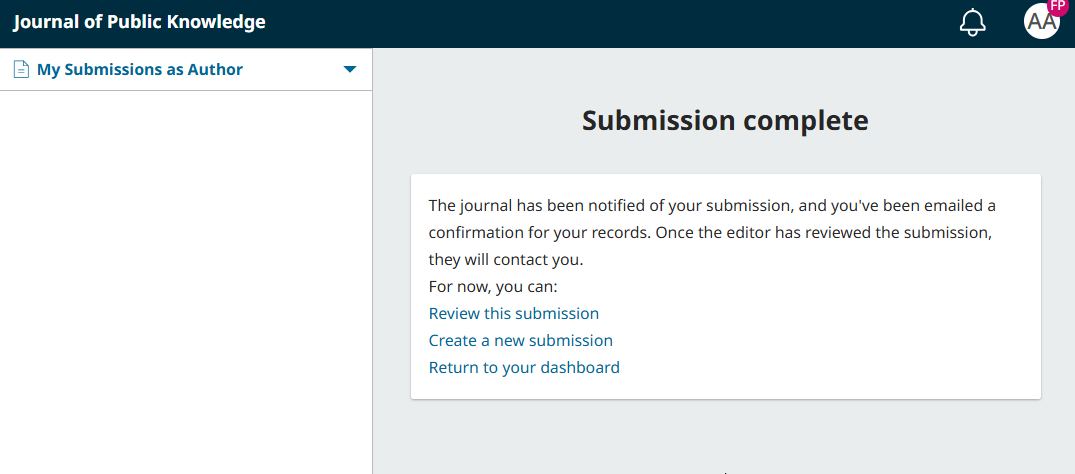 Journal of Public Knowledge
AA
FP
My Submissions as Author
Submission complete
The journal has been notified of your submission, and you've been emailed a
confirmation for your records. Once the editor has reviewed the submission,
they will contact you.
For now, you can:
Review this submission
Create a new submission
Return to your dashboard